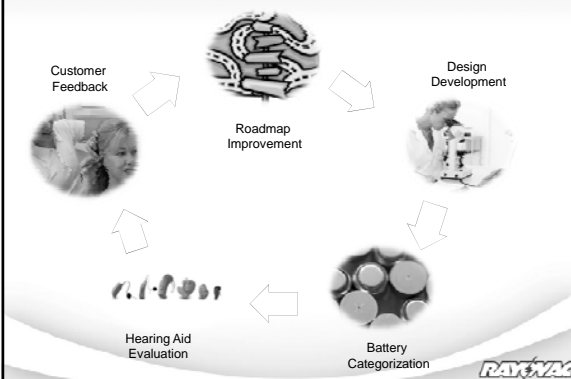 Customer
Feedback
Roadmap
Improvement
Design
Development
Hearing Aid
Evaluation
Battery
Categorization
RAYOVAC